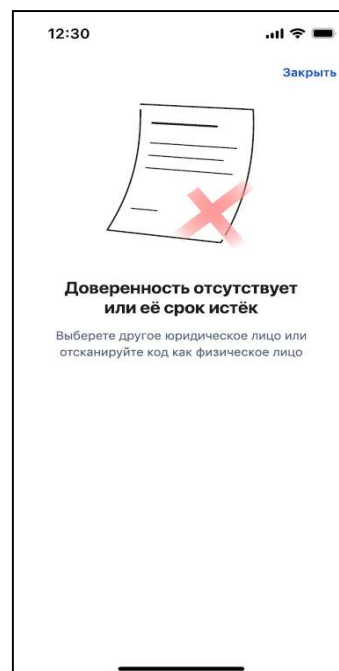 12:30
Закрыть
Доверенность отсутствует
или её срок истёк
Выберете другое юридическое лицо или
отсканируйте код как физическое лицо